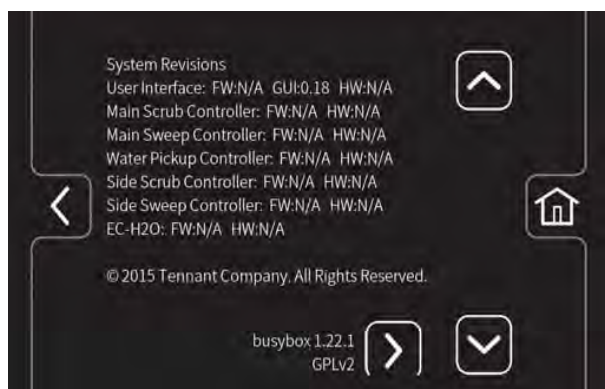 System Revisions
User Interface: FW:N/A GUI:0.18 HW:N/A
Main Scrub Controller: FW:N/A HW:N/A
Main Sweep Controller: FW:N/A HW:N/A
Water Pickup Controller: FW:N/A HW:N/A
Side Scrub Controller: FW:N/A HW:N/A
Side Sweep Controller: FW:N/A HW:N/A
EC-H2O: FW:N/A HW:N/A
© 2015 Tennant Company. All Rights Reserved.
busybox 1.22.1
GPLv2